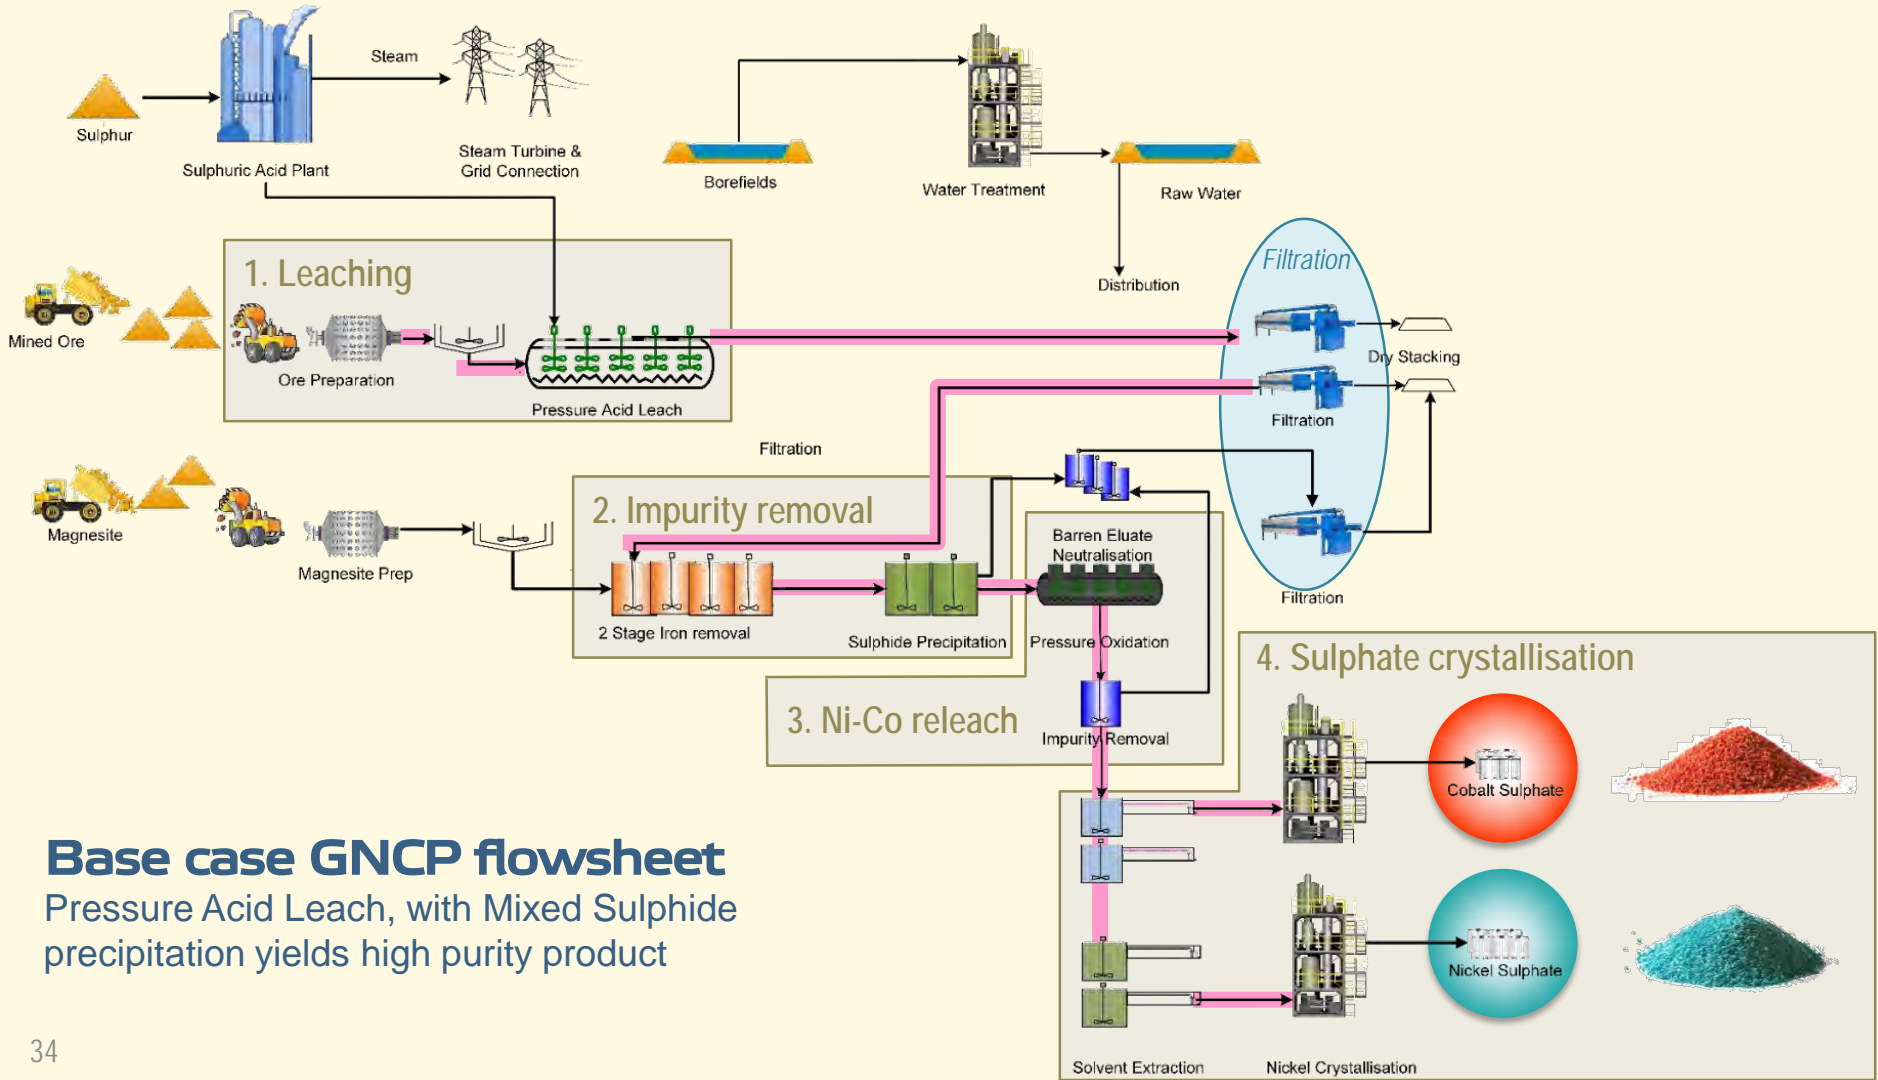 Steam
Sulphur
Sulphuric Acid Plant
Steam Turbine &
Grid Connection
Borefields
Water Treatment
Raw Water
Distribution
1. Leaching
Mined Ore
Ore Preparation
Pressure Acid Leach
Filtration
Dry Stacking
Filtration
Filtration
Filtration
Magnesite
Magnesite Prep
2. Impurity removal
2 Stage Iron removal
Sulphide Precipitation
Barren Eluate
Neutralisation
Pressure Oxidation
3. Ni-Co releach
Impurity Removal
4. Sulphate crystallisation
Cobalt Sulphate
Nickel Sulphate
Solvent Extraction
Nickel Crystallisation
Base case GNCP flowsheet
Pressure Acid Leach, with Mixed Sulphide
precipitation yields high purity product
34